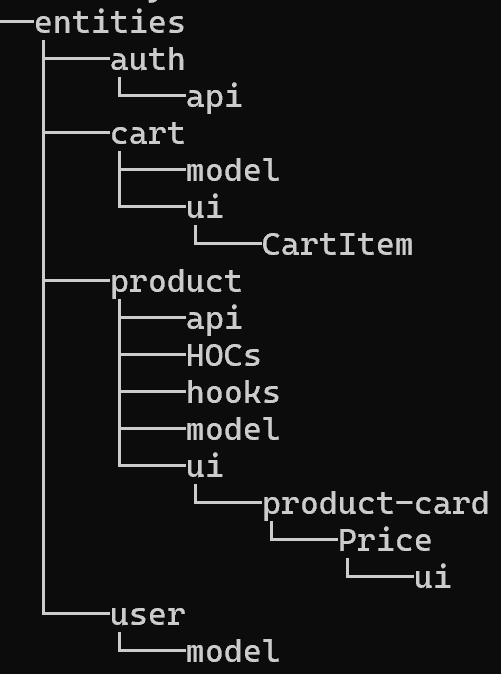 entities
auth
api
cart
model
ui
CartItem
product
api
HOCs
hooks
model
ui
product-card
Price
ui
user
model